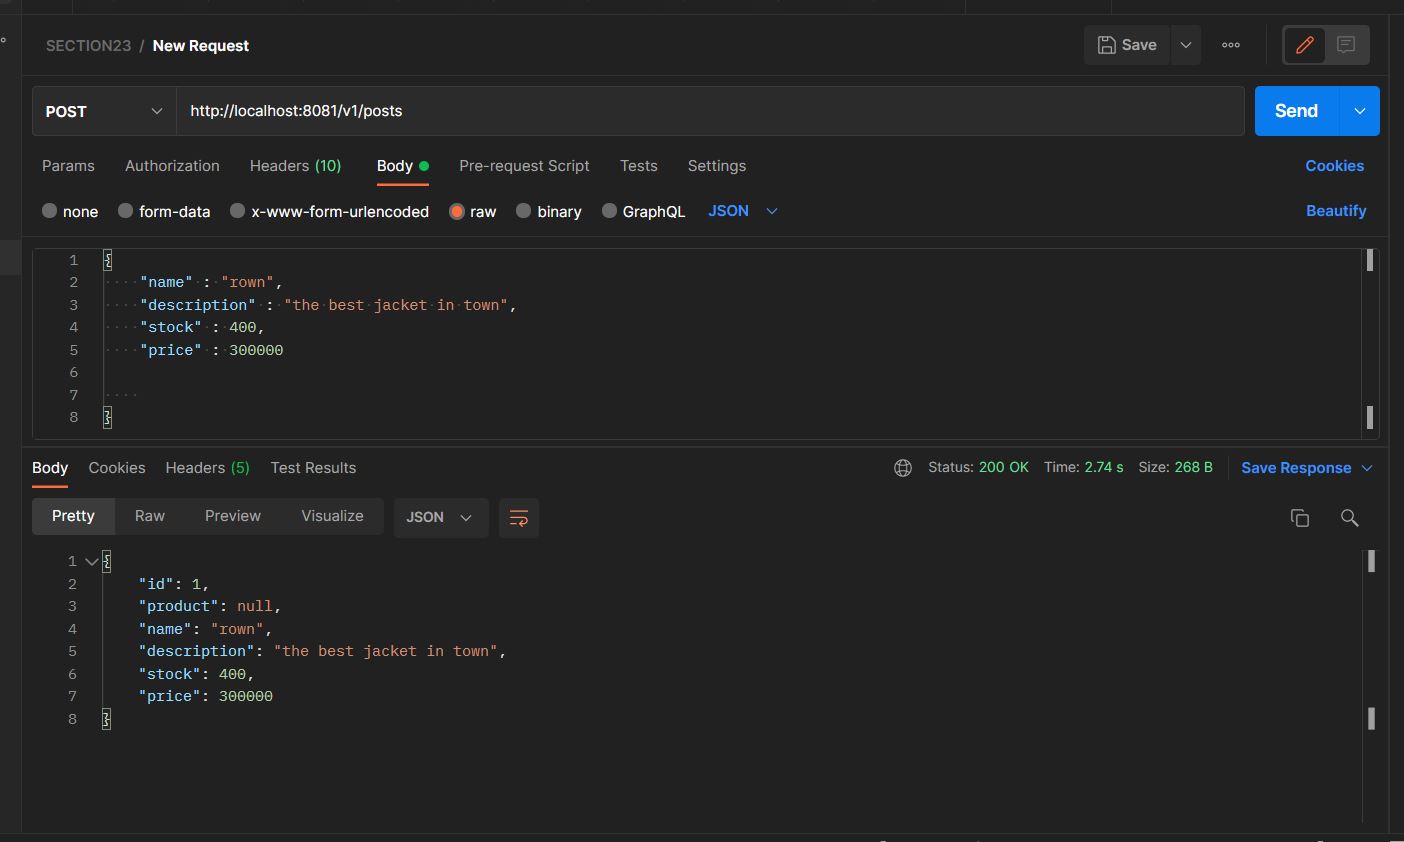 SECTION23 / New Request
Save
POST http://localhost:8081/v1/posts Send
Params Authorization Headers (10) Body Pre-request Script Tests Settings Cookies
none form-data x-www-form-urlencoded raw binary GraphQL JSON Beautify
1 {
2 "name" : "rown",
3 "description" : "the best jacket in town",
4 "stock" : 400,
5 "price" : 300000
6
7
8 }
Body Cookies Headers (5) Test Results Status: 200 OK Time: 2.74 s Size: 268 B Save Response
Pretty Raw Preview Visualize JSON
1 {
2 "id": 1,
3 "product": null,
4 "name": "rown",
5 "description": "the best jacket in town",
6 "stock": 400,
7 "price": 300000
8 }